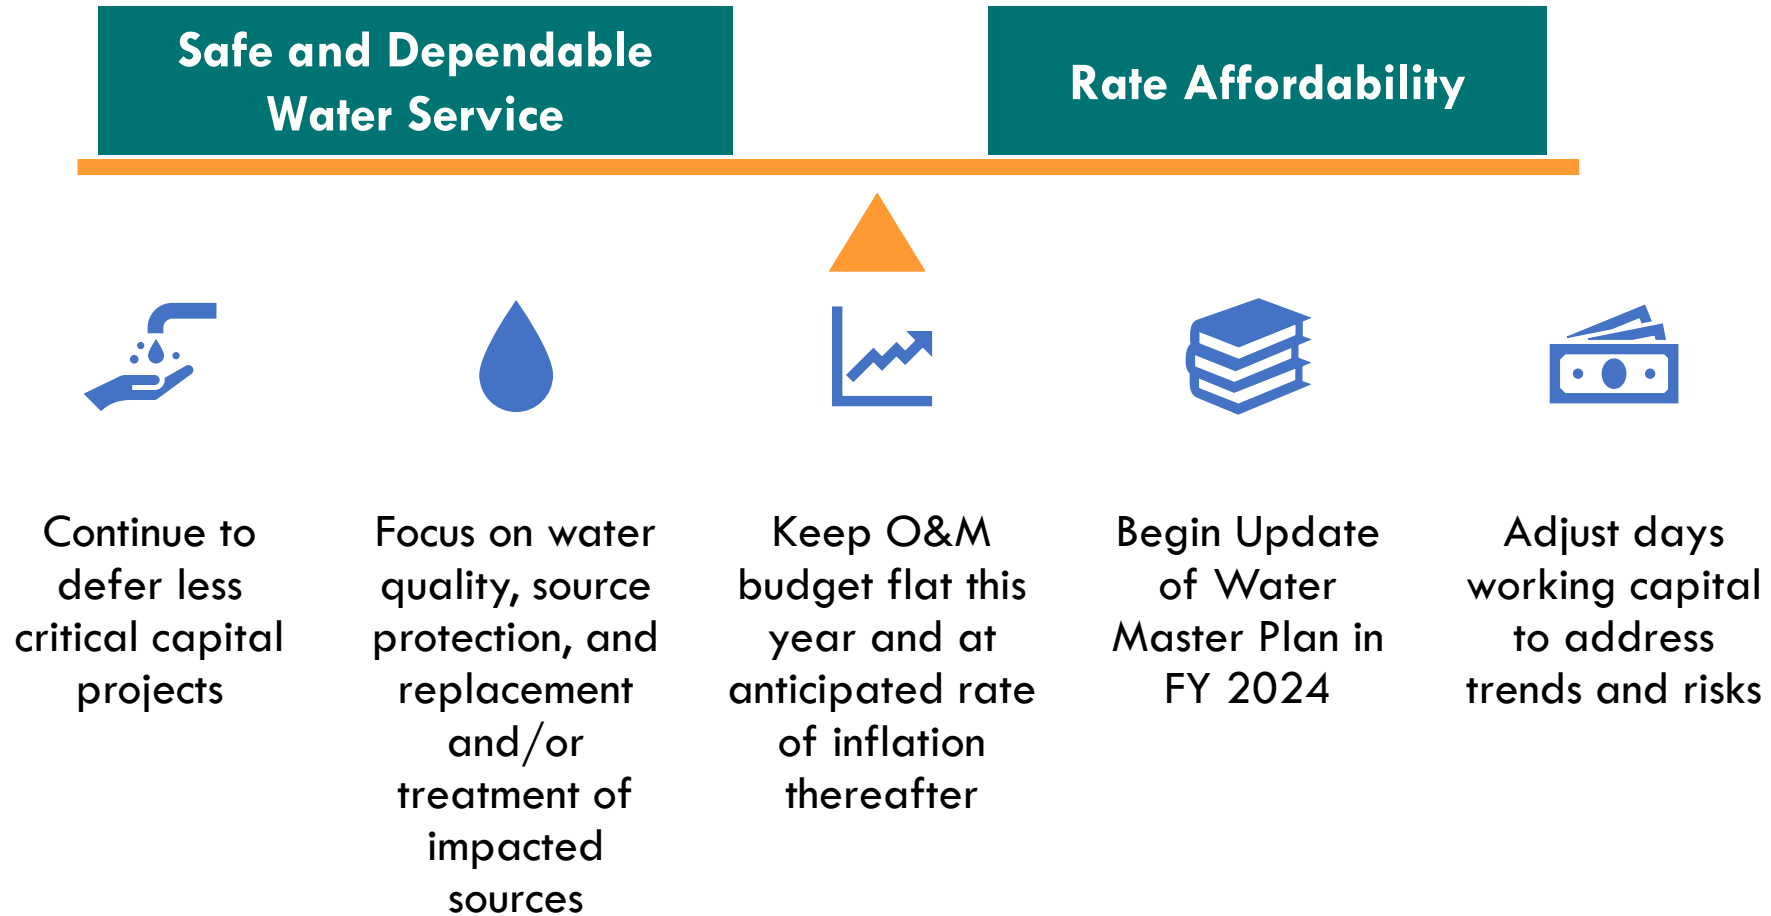 Safe and Dependable
Water Service
Rate Affordability
Continue to
defer less
critical capital
projects
Focus on water
quality, source
protection, and
replacement
and/or
treatment of
impacted
sources
Keep O&M
budget flat this
year and at
anticipated rate
of inflation
thereafter
Begin Update
of Water
Master Plan in
FY 2024
Adjust days
working capital
to address
trends and risks